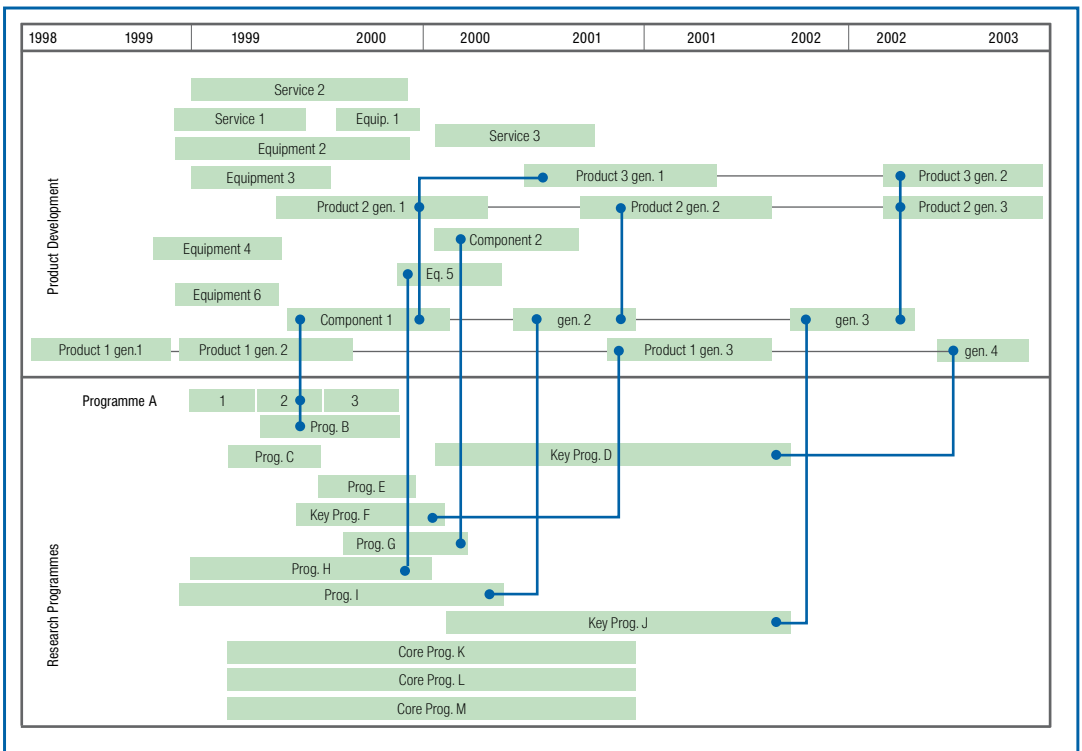 1998 1999 1999 2000 2000 2001 2001 2002 2002 2003
Product Development
Service 2
Service 1 Equip. 1
Service 3
Equipment 2
Equipment 3 Product 3 gen. 1 Product 3 gen. 2
Product 2 gen. 1 Product 2 gen. 2 Product 2 gen. 3
Component 2
Equipment 4
Eq. 5
Equipment 6
Component 1 gen. 2 gen. 3
Product 1 gen.1 Product 1 gen. 2 Product 1 gen. 3 gen. 4
Research Programmes
Programme A 1 2 3
Prog. B
Prog. C Key Prog. D
Prog. E
Key Prog. F
Prog. G
Prog. H
Prog. I
Key Prog. J
Core Prog. K
Core Prog. L
Core Prog. M